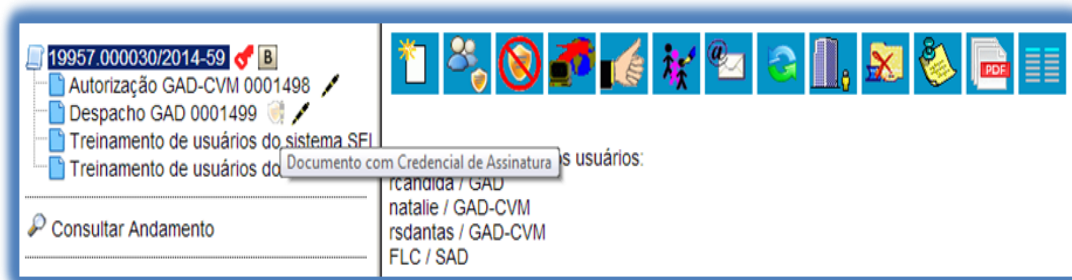 19957.000030/2014-59 B
Autorização GAD-CVM 0001498
Despacho GAD 0001499
Treinamento de usuários do sistema SEI
Treinamento de usuários do
Documento com Credencial de Assinatura
Consultar Andamento
os usuários:
rcandida / GAD
natalie / GAD-CVM
rsdantas / GAD-CVM
FLC / SAD
@
PDF